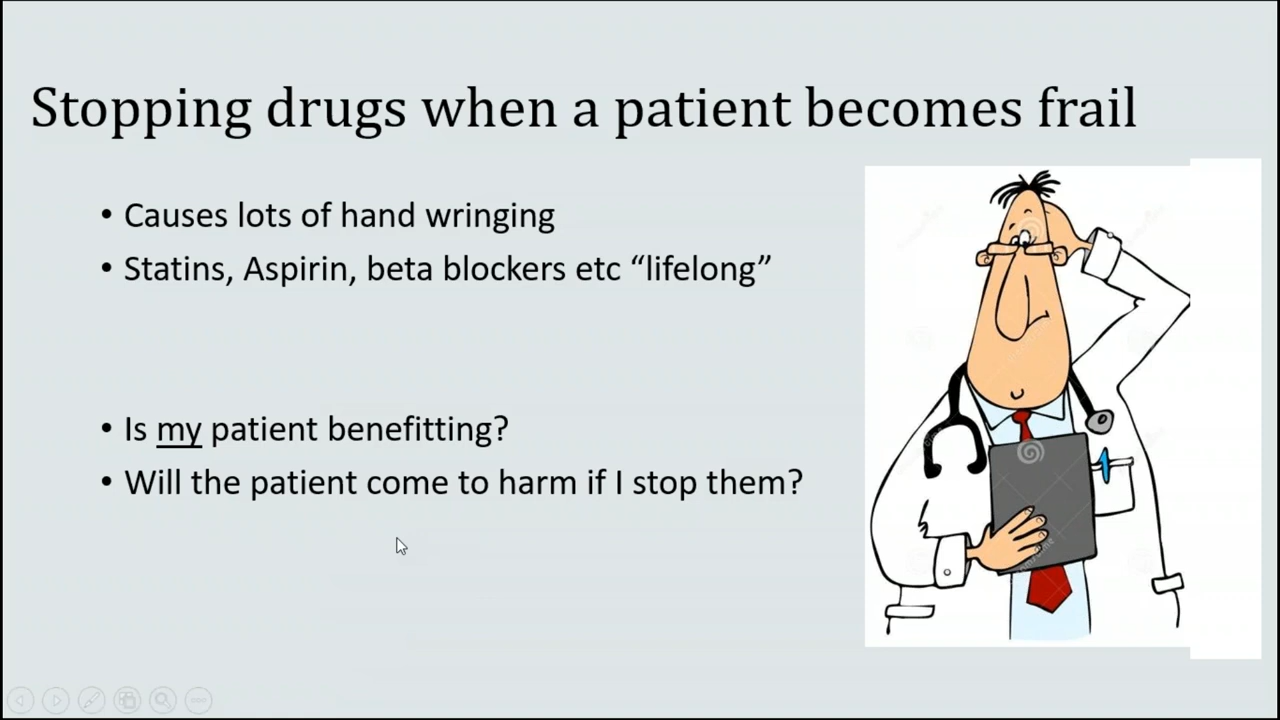 Stopping drugs when a patient becomes frail
• Causes lots of hand wringing
• Statins, Aspirin, beta blockers etc “lifelong”
• Is my patient benefitting?
• Will the patient come to harm if I stop them?